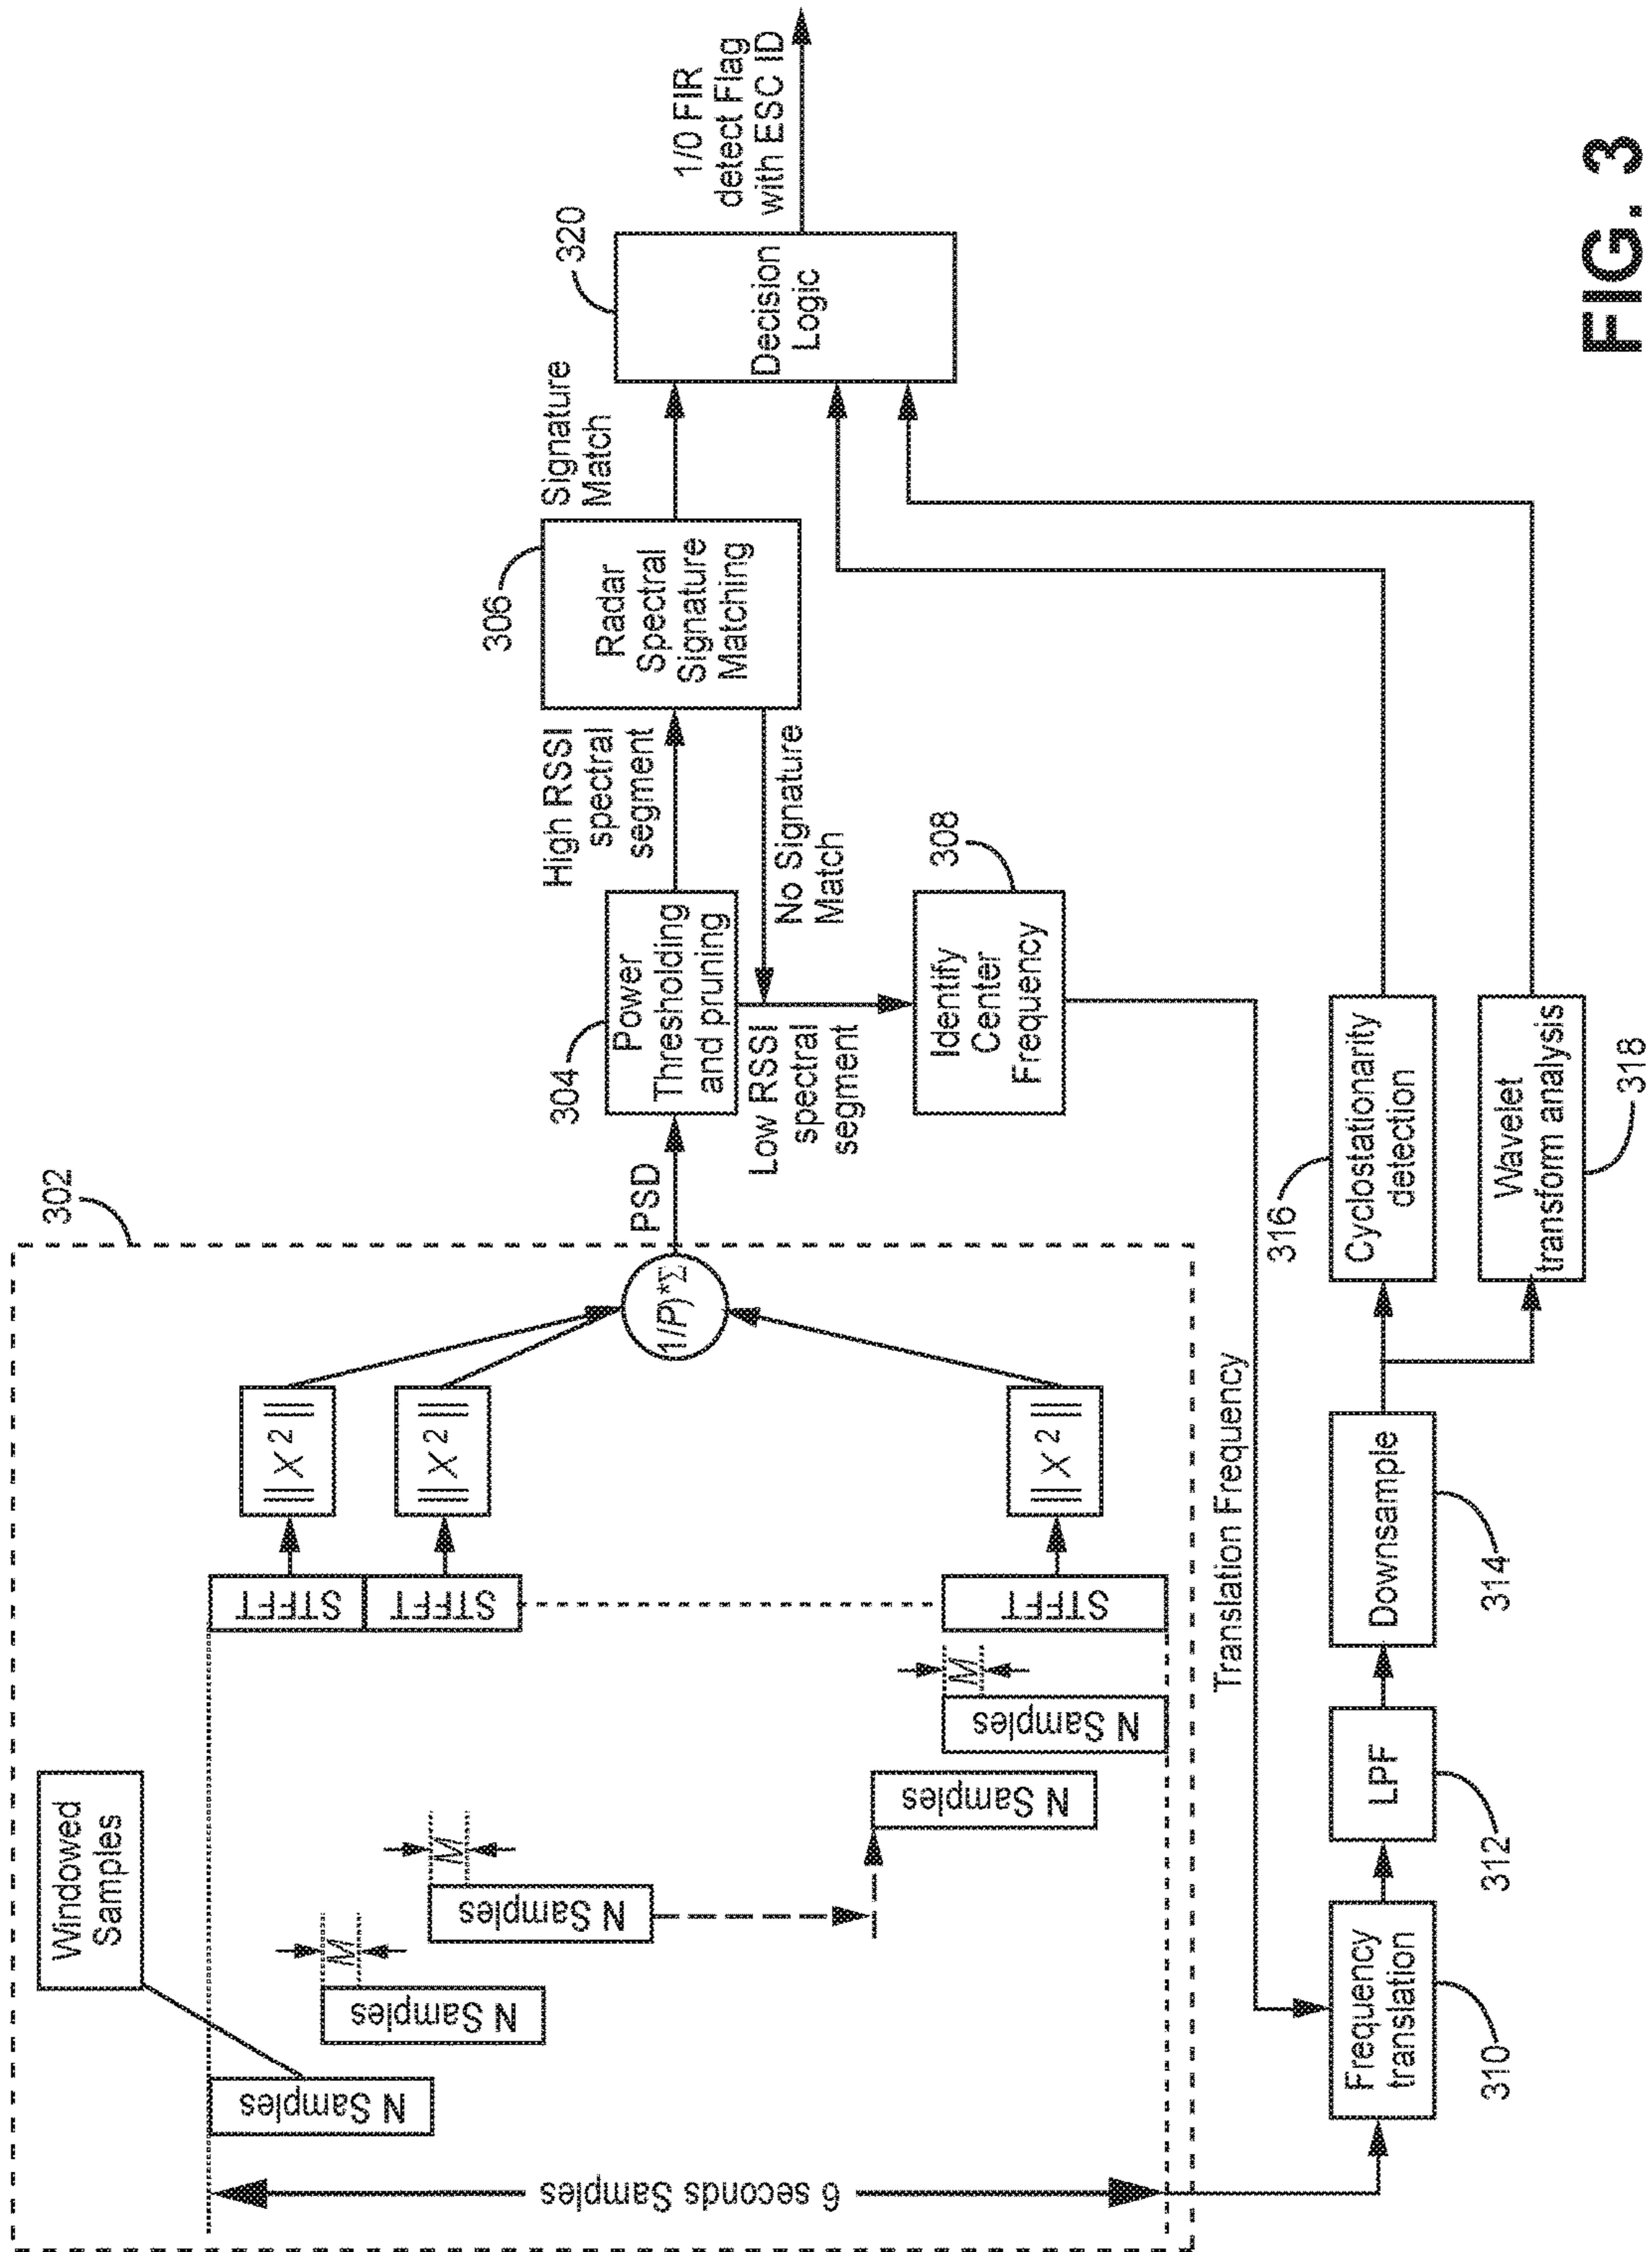 302
Windowed
Samples
6 seconds Samples
N Samples
N Samples
M
N Samples
M
N Samples
N Samples
M
STFFT
STFFT
STFFT
||X 2||
||X 2||
||X 2||
1/P)*Σ
PSD
304
Power
Thresholding
and pruning
High RSSI
spectral
segment
306
Radar
Spectral
Signature
Matching
Signature
Match
No Signature
Match
Low RSSI
spectral
segment
308
Identify
Center
Frequency
320
Decision
Logic
1/0 FIR
detect Flag
with ESC ID
Translation Frequency
Frequency
translation
310
LPF
312
Downsample
314
316
Cyclostationarity
detection
Wavelet
transform analysis
318
FIG. 3